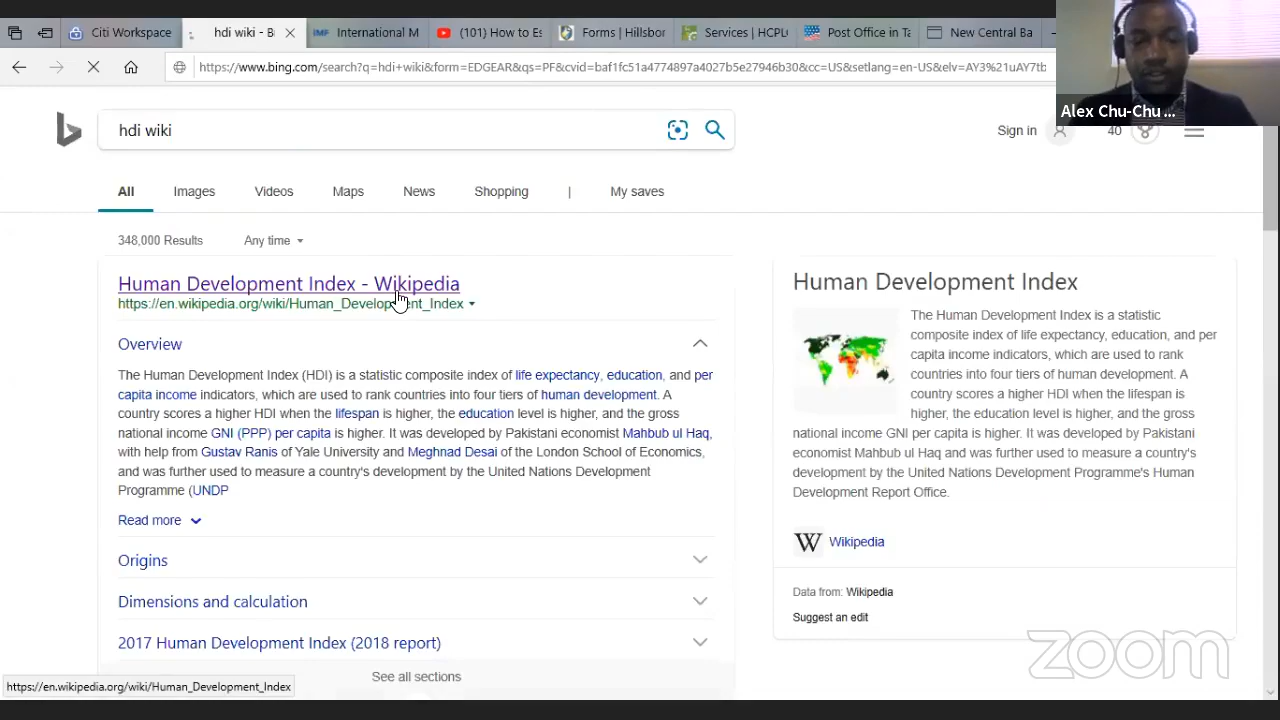 Citi Workspace
hdi wiki - B
International M
(101) How to Es
Forms | Hillsbor
Services | HCPL
Post Office in Ta
New Central Ba
https://www.bing.com/search?q=hdi+wiki&form=EDGEAR&qs=PF&cvid=baf1fc51a4774897a4027b5e27946b30&cc=US&setlang=en-US&elv=AY3%21uAY7tb
Alex Chu-Chu ...
hdi wiki
Sign in
40
All
Images
Videos
Maps
News
Shopping
|
My saves
348,000 Results
Any time
Human Development Index - Wikipedia
https://en.wikipedia.org/wiki/Human_Development_Index
Overview
The Human Development Index (HDI) is a statistic composite index of life expectancy, education, and per
capita income indicators, which are used to rank countries into four tiers of human development. A
country scores a higher HDI when the lifespan is higher, the education level is higher, and the gross
national income GNI (PPP) per capita is higher. It was developed by Pakistani economist Mahbub ul Haq,
with help from Gustav Ranis of Yale University and Meghnad Desai of the London School of Economics,
and was further used to measure a country's development by the United Nations Development
Programme (UNDP
Read more
Origins
Dimensions and calculation
2017 Human Development Index (2018 report)
See all sections
Human Development Index
The Human Development Index is a statistic
composite index of life expectancy, education, and per
capita income indicators, which are used to rank
countries into four tiers of human development. A
country scores a higher HDI when the lifespan is
higher, the education level is higher, and the gross
national income GNI per capita is higher. It was developed by Pakistani
economist Mahbub ul Haq and was further used to measure a country's
development by the United Nations Development Programme's Human
Development Report Office.
W
Wikipedia
Data from: Wikipedia
Suggest an edit
zoom
https://en.wikipedia.org/wiki/Human_Development_Index